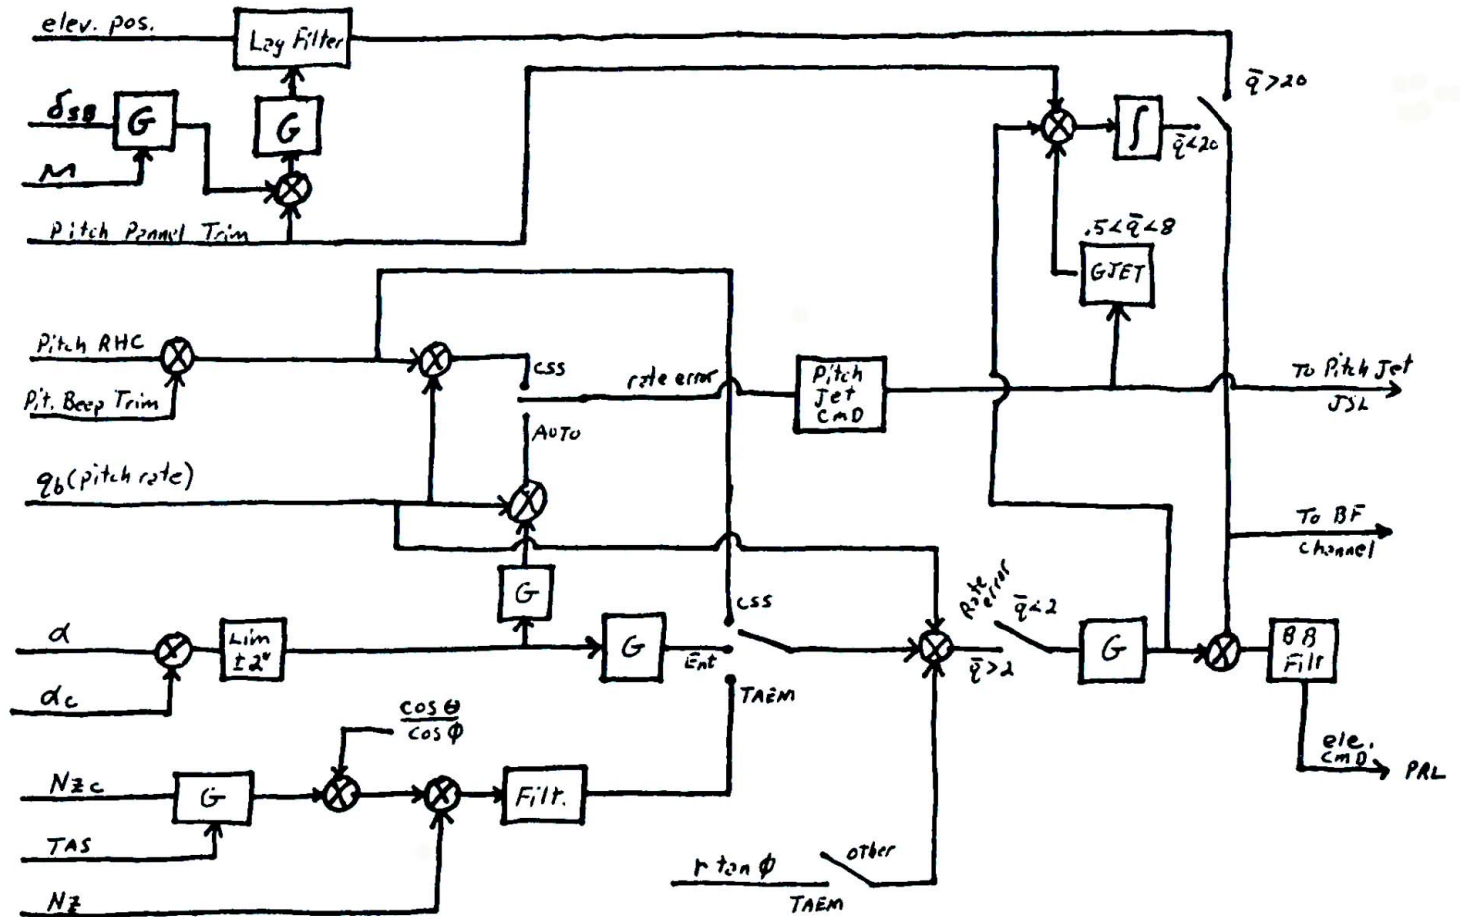 elev. pos.
Lag Filter
q̄>20
δSB
G
G
∫
q̄<20
M
Pitch Pannel Trim
.5<q̄<8
GJET
Pitch RHC
CSS
rate error
Pitch
Jet
CMD
To Pitch Jet
JSL
Pit. Beep Trim
AUTO
qb (pitch rate)
To BF
Channel
G
CSS
Rate
error
q̄<2
α
Lim
±2°
G
Ent
q̄>2
G
BB
Filt
αc
TAEM
cos θ
cos φ
ele.
CMD
PRL
Nzc
G
Filt.
TAS
other
r tan φ
TAEM
Nz